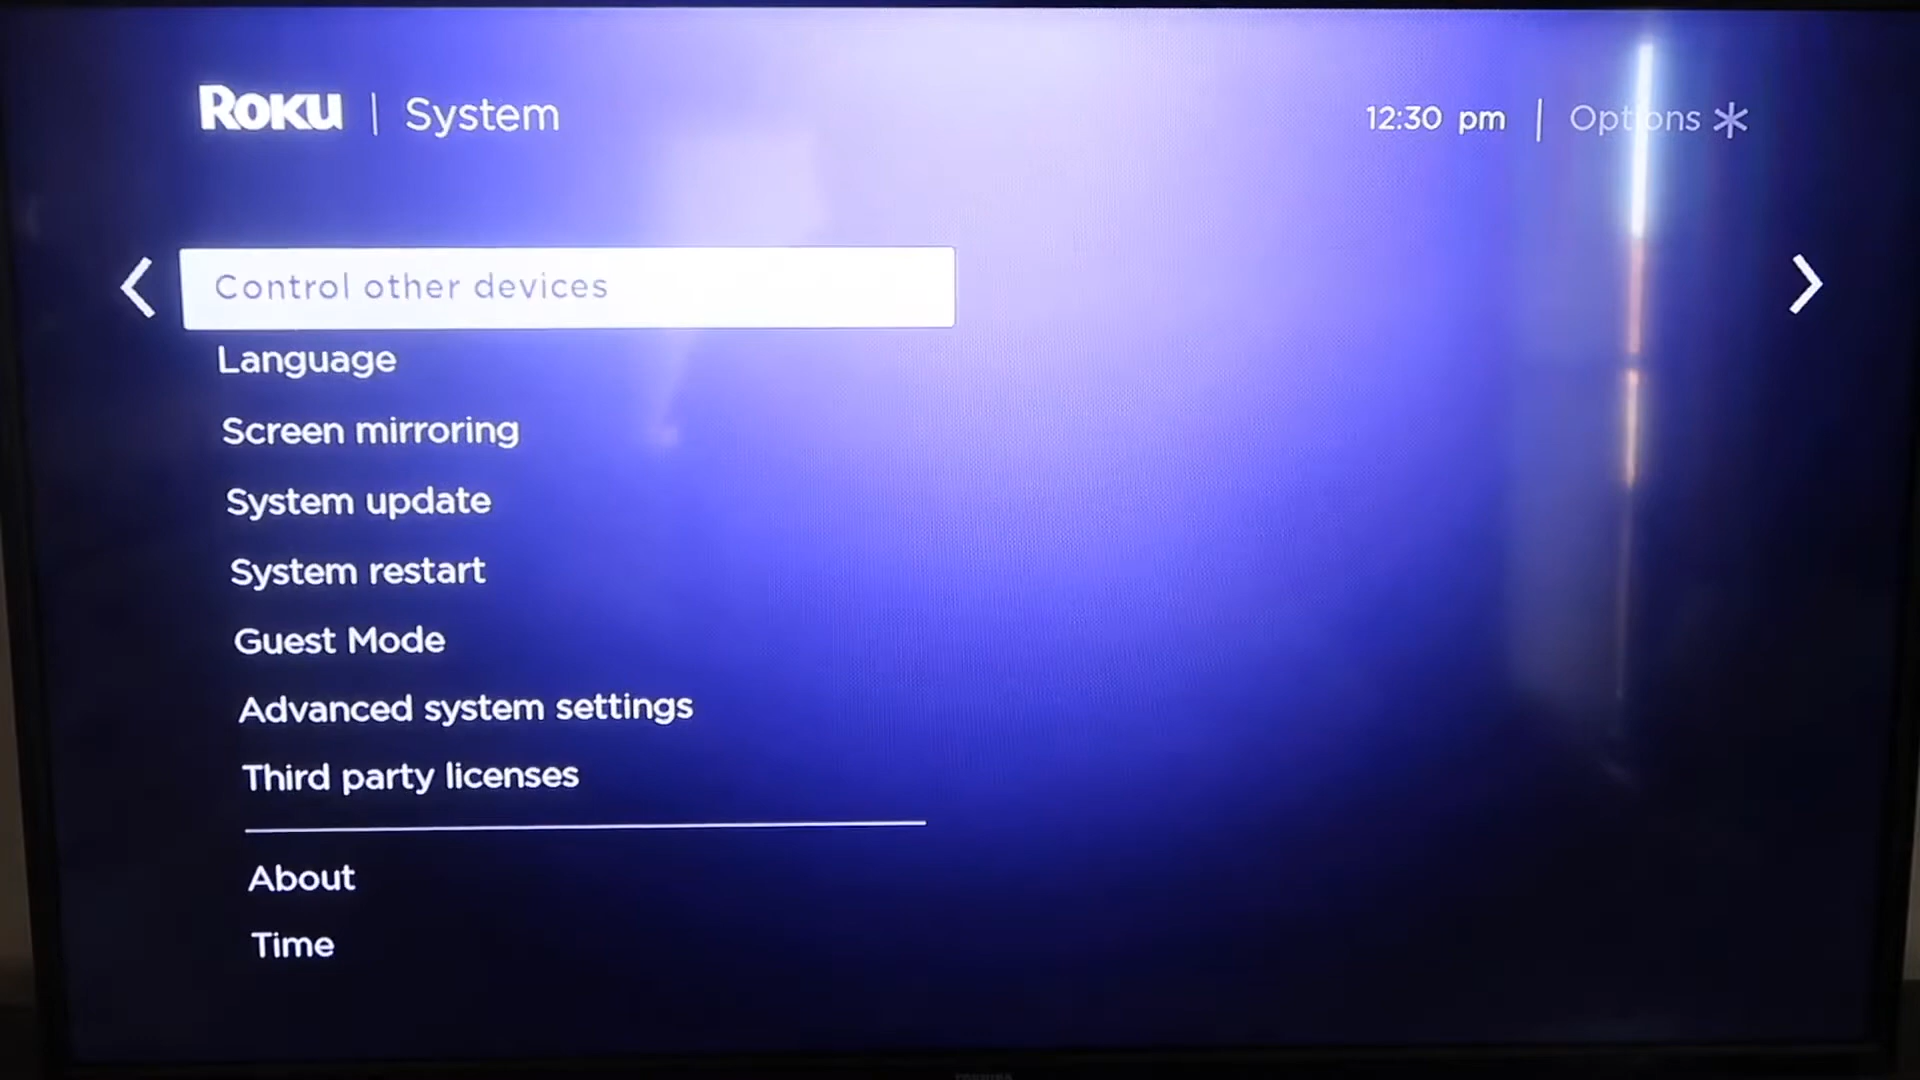 Roku | System
12:30 pm | Options *
Control other devices
Language
Screen mirroring
System update
System restart
Guest Mode
Advanced system settings
Third party licenses
About
Time